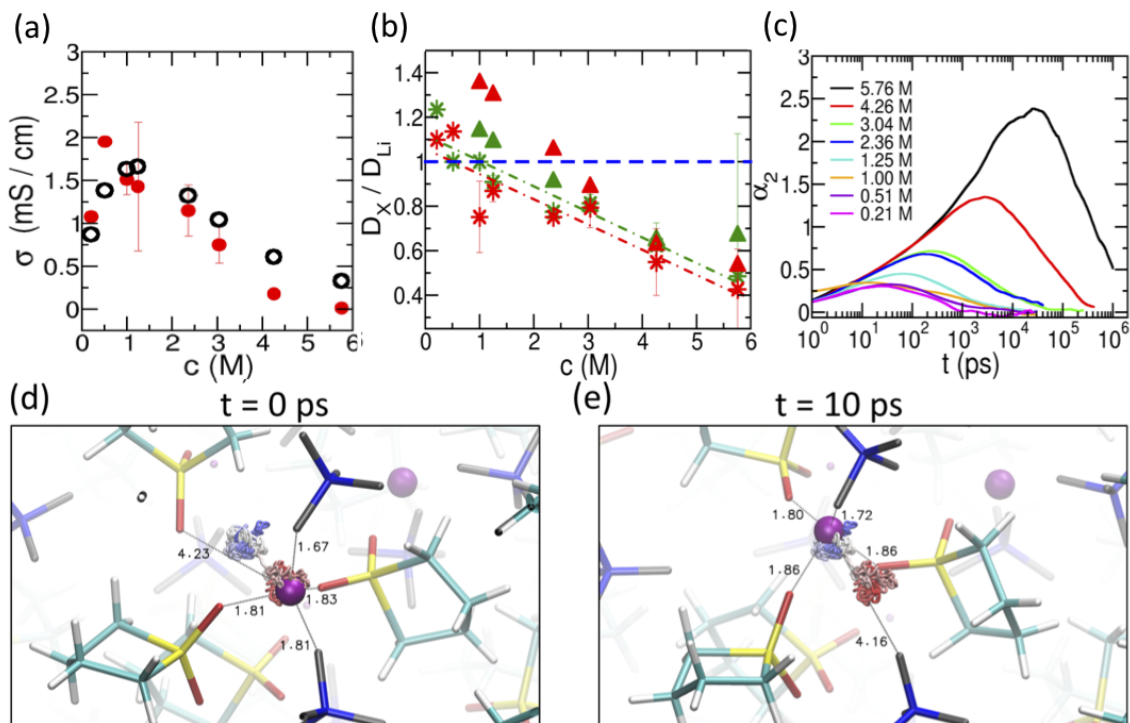 (a)
(b)
(c)
3
2.5
2
1.5
1
0.5
0
σ (mS / cm)
0 1 2 3 4 5 6
c (M)
1.4
1.2
1
0.8
0.6
0.4
D_X / D_Li
0 1 2 3 4 5 6
c (M)
2.5
2
1.5
1
0.5
0
α_2
5.76 M
4.26 M
3.04 M
2.36 M
1.25 M
1.00 M
0.51 M
0.21 M
10^0 10^1 10^2 10^3 10^4 10^5 10^6
t (ps)
(d)
t = 0 ps
(e)
t = 10 ps
4.23
1.67
1.83
1.81
1.81
1.80
1.72
1.86
1.86
4.16